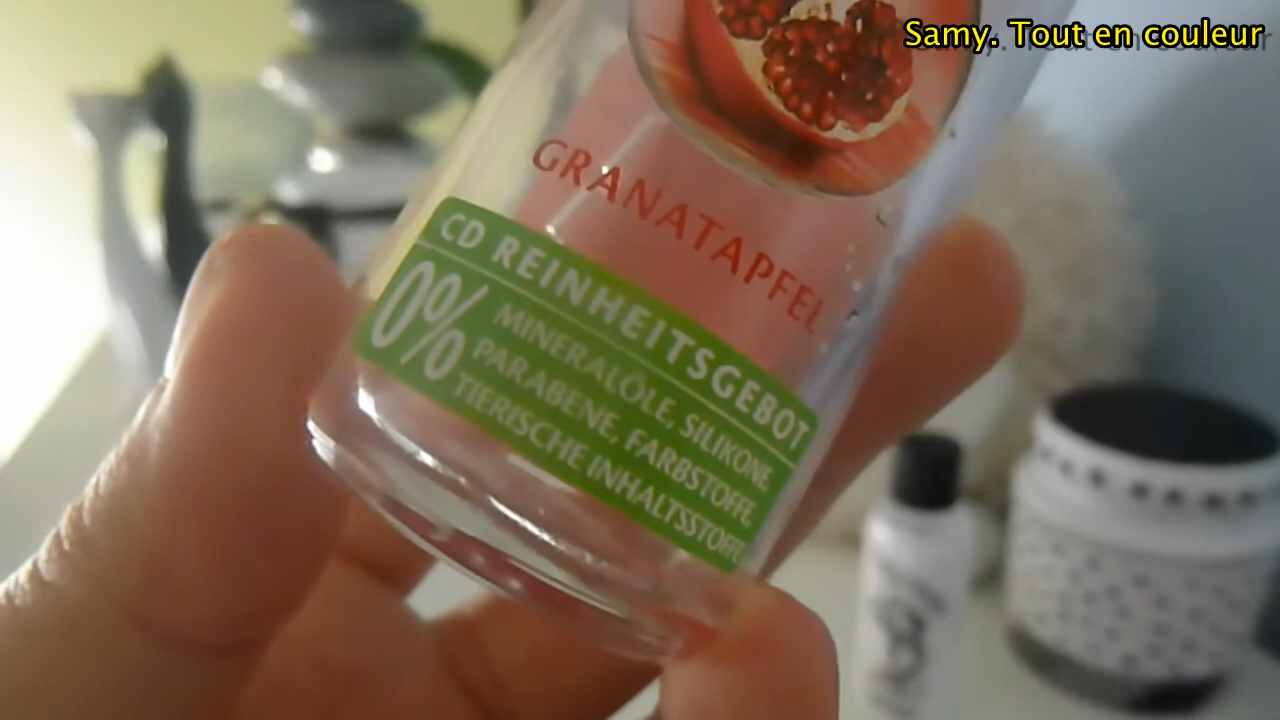 Samy. Tout en couleur
GRANATAPFEL
CD REINHEITSGEBOT
0% MINERALÖLE, SILIKONE,
PARABENE, FARBSTOFFE,
TIERISCHE INHALTSSTOFFE